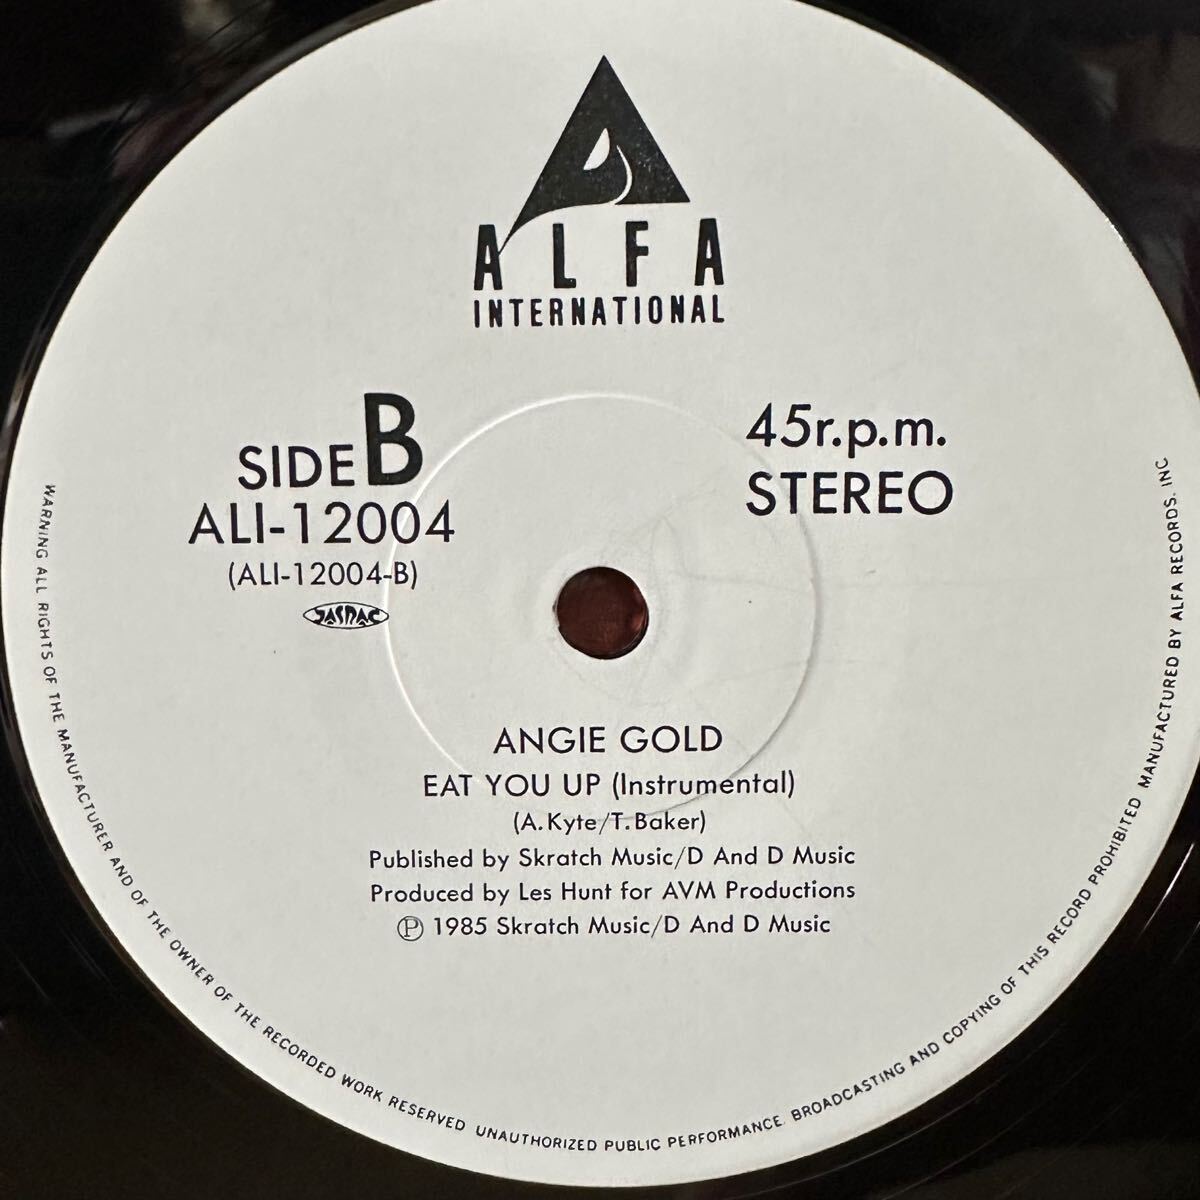 ALFA
INTERNATIONAL
SIDE B
ALI-12004
(ALI-12004-B)
JASRAC
45r.p.m.
STEREO
ANGIE GOLD
EAT YOU UP (Instrumental)
(A.Kyte/T.Baker)
Published by Skratch Music/D And D Music
Produced by Les Hunt for AVM Productions
Ⓟ 1985 Skratch Music/D And D Music
WARNING ALL RIGHTS OF THE MANUFACTURER AND OF THE OWNER OF THE RECORDED WORK RESERVED UNAUTHORIZED PUBLIC PERFORMANCE. BROADCASTING AND COPYING OF THIS RECORD PROHIBITED MANUFACTURED BY ALFA RECORDS. INC